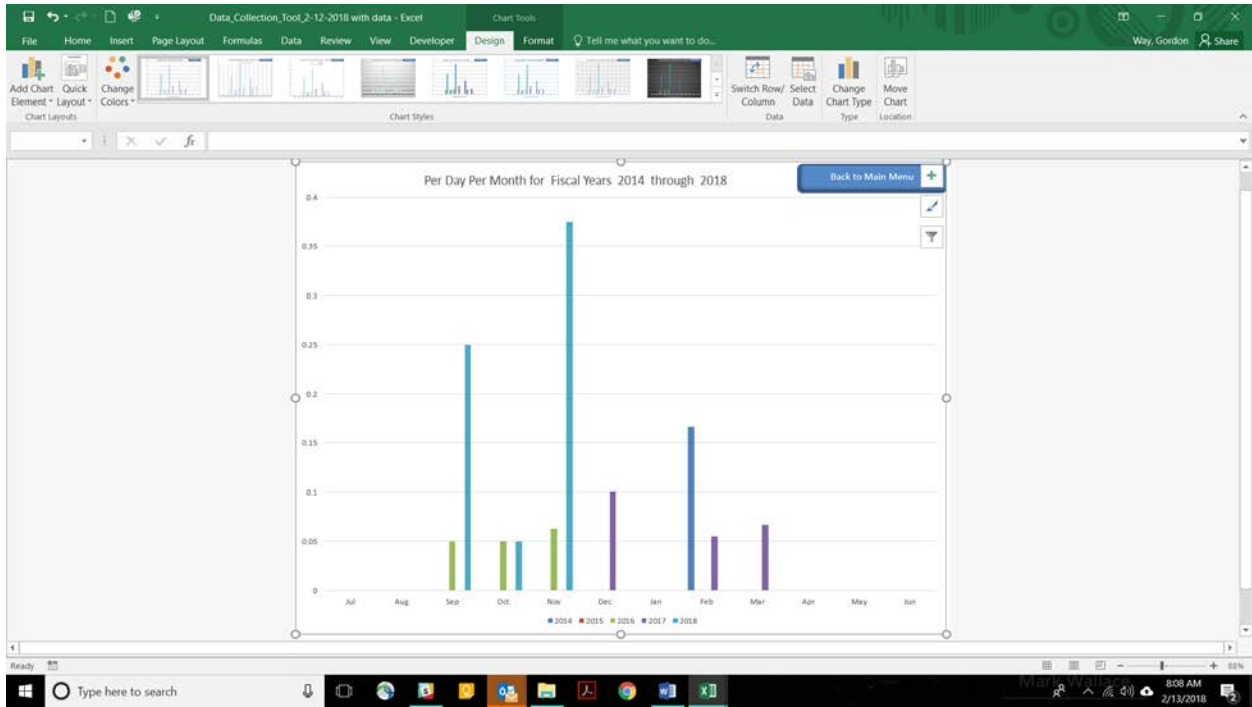 Data_Collection_Tool_2-12-2018 with data - Excel
Chart Tools
File Home Insert Page Layout Formulas Data Review View Developer Design Format Tell me what you want to do...
Way, Gordon Share
Add Chart Element Quick Layout Change Colors
Switch Row/ Column Select Data Change Chart Type Move Chart
Chart Layouts Chart Styles Data Type Location
fx
Per Day Per Month for Fiscal Years 2014 through 2018
Back to Main Menu
0.4
0.35
0.3
0.25
0.2
0.15
0.1
0.05
0
Jul Aug Sep Oct Nov Dec Jan Feb Mar Apr May Jun
2014 2015 2016 2017 2018
Ready
88%
Type here to search
Mark Wallace
8:08 AM
2/13/2018